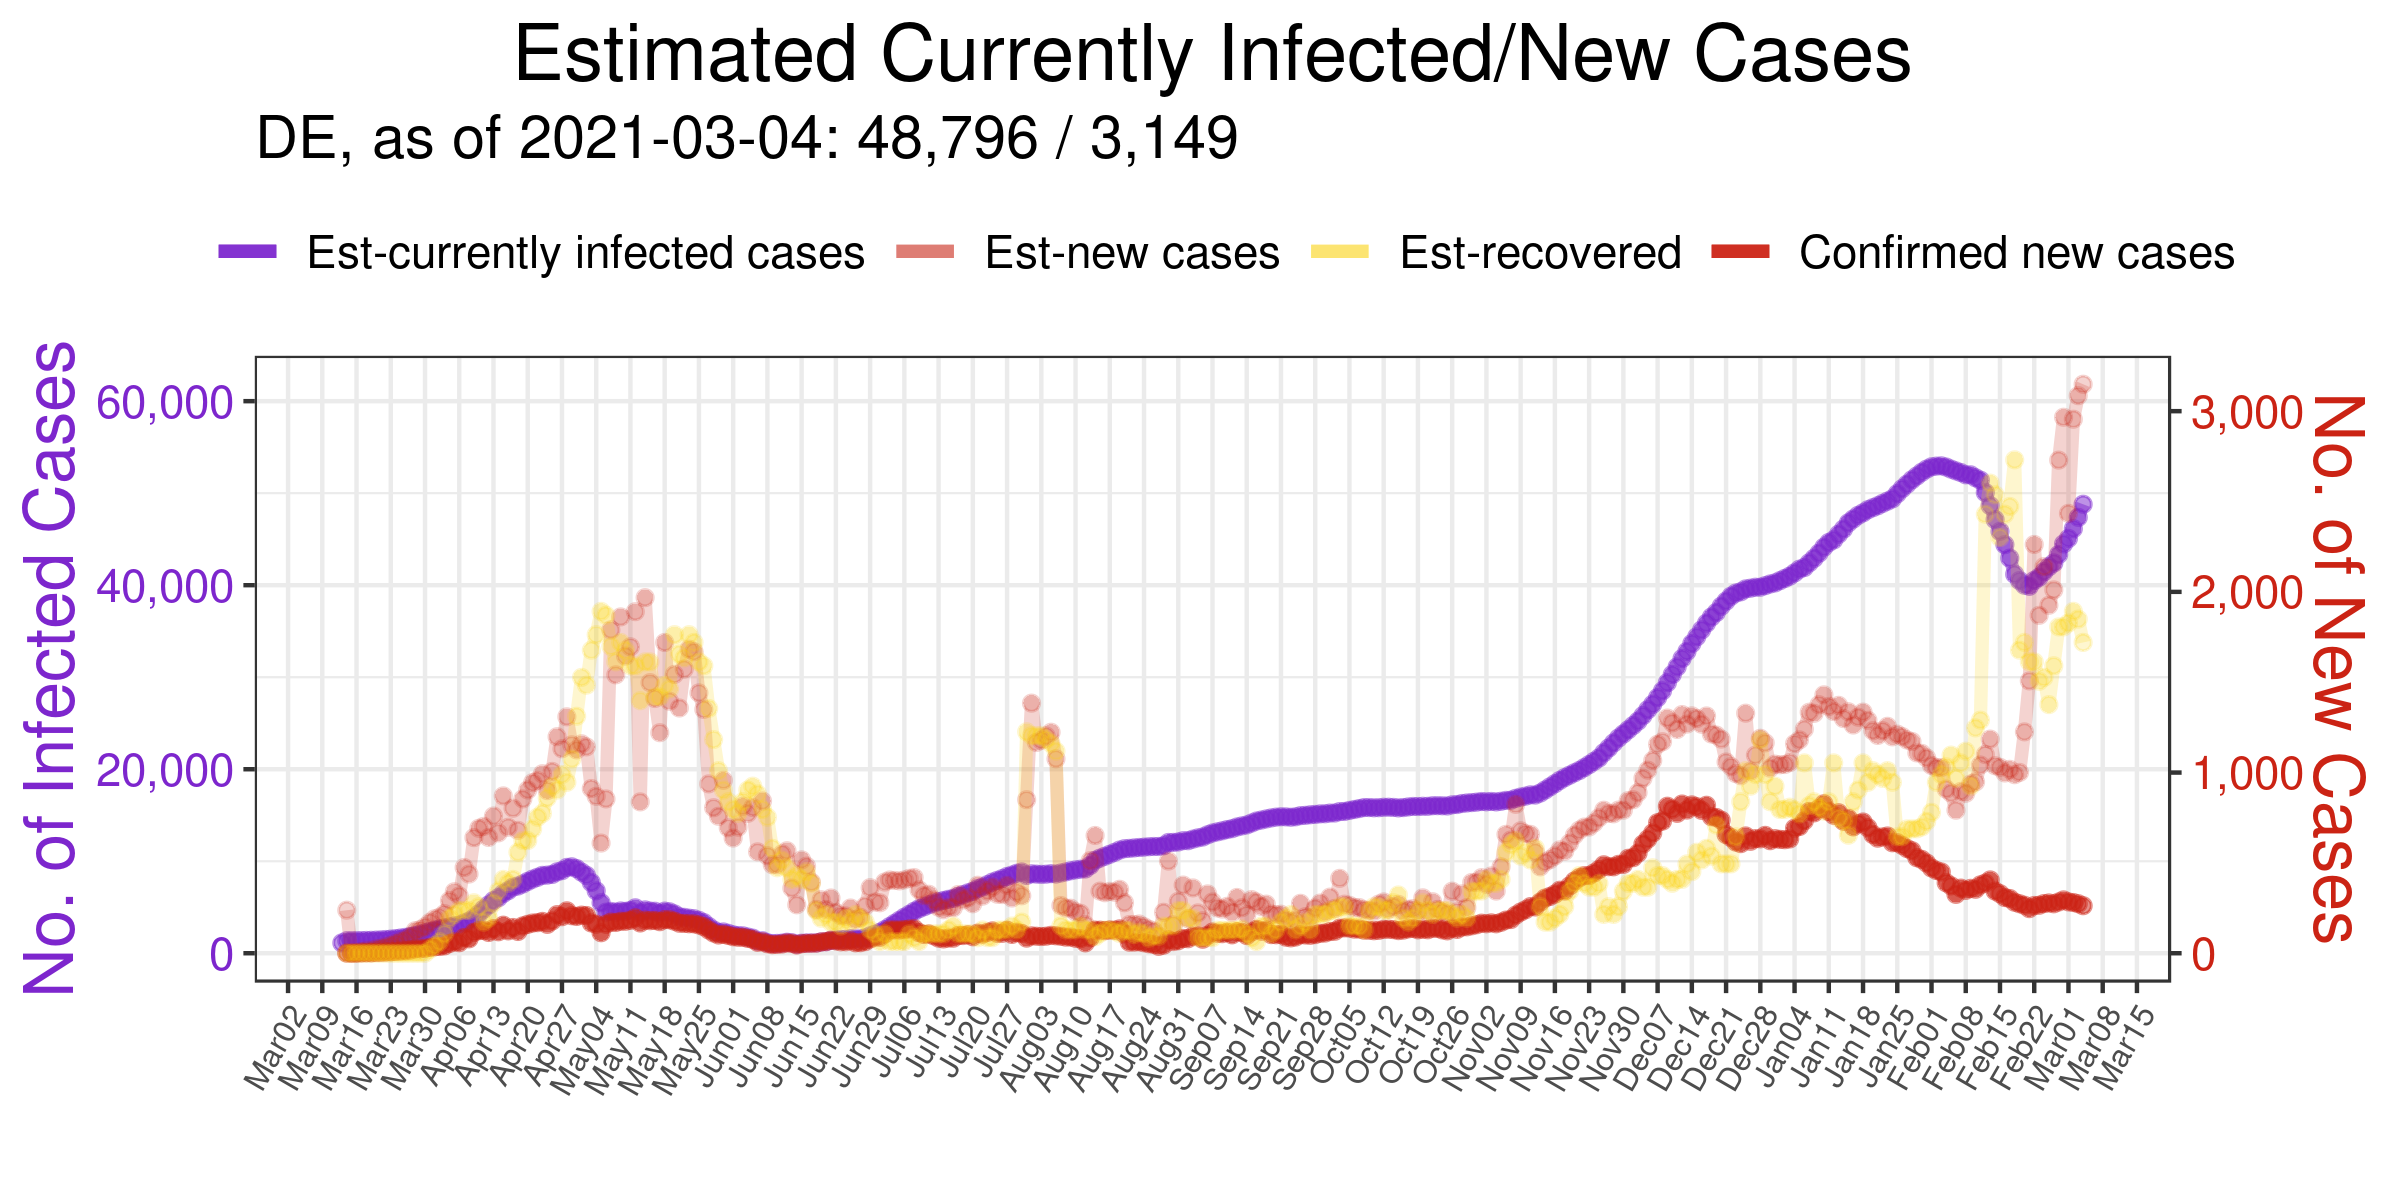 Estimated Currently Infected/New Cases
DE, as of 2021-03-04: 48,796 / 3,149
Est-currently infected cases Est-new cases Est-recovered Confirmed new cases
No. of Infected Cases
60,000
40,000
20,000
0
3,000
2,000
1,000
0
No. of New Cases
Mar02 Mar09 Mar16 Mar23 Mar30 Apr06 Apr13 Apr20 Apr27 May04 May11 May18 May25 Jun01 Jun08 Jun15 Jun22 Jun29 Jul06 Jul13 Jul20 Jul27 Aug03 Aug10 Aug17 Aug24 Aug31 Sep07 Sep14 Sep21 Sep28 Oct05 Oct12 Oct19 Oct26 Nov02 Nov09 Nov16 Nov23 Nov30 Dec07 Dec14 Dec21 Dec28 Dec28 Jan04 Jan11 Jan18 Jan25 Feb01 Feb08 Feb15 Feb22 Mar01 Mar08 Mar15